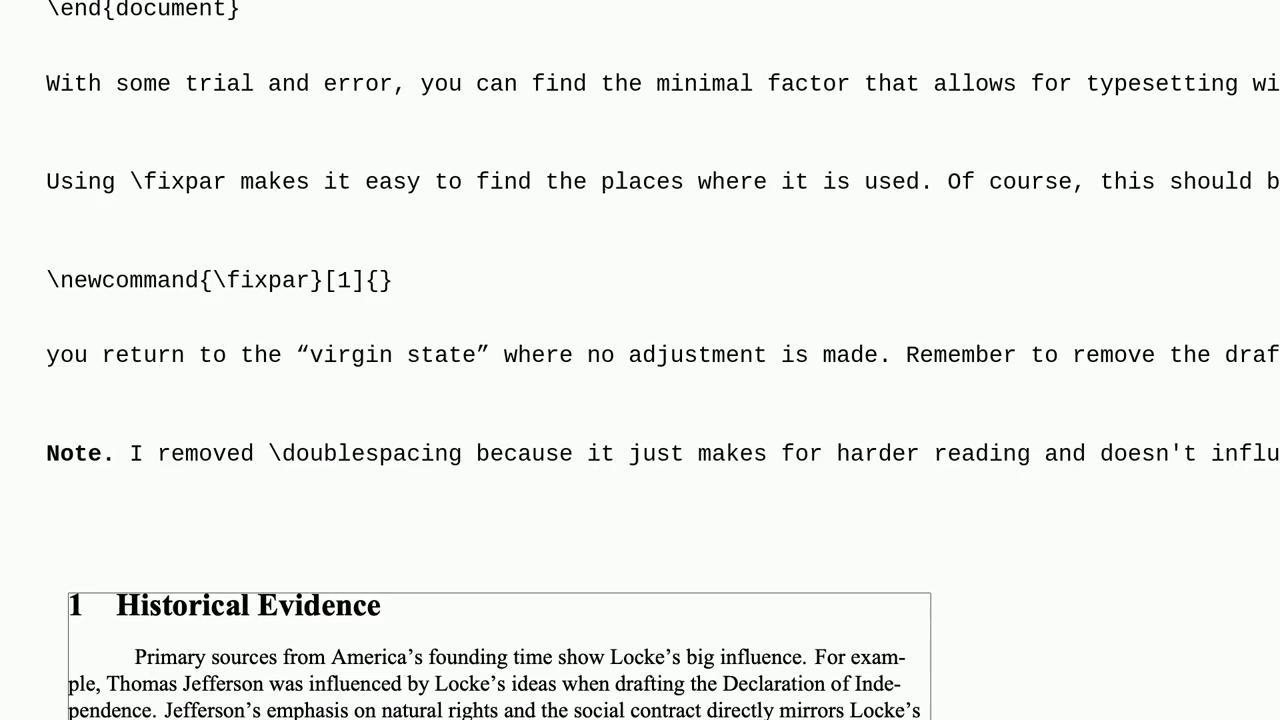 \end{document}
With some trial and error, you can find the minimal factor that allows for typesetting wi
Using \fixpar makes it easy to find the places where it is used. Of course, this should b
\newcommand{\fixpar}[1]{}
you return to the “virgin state” where no adjustment is made. Remember to remove the draf
Note. I removed \doublespacing because it just makes for harder reading and doesn't influ
1 Historical Evidence
Primary sources from America’s founding time show Locke’s big influence. For exam-
ple, Thomas Jefferson was influenced by Locke’s ideas when drafting the Declaration of Inde-
pendence. Jefferson’s emphasis on natural rights and the social contract directly mirrors Locke’s